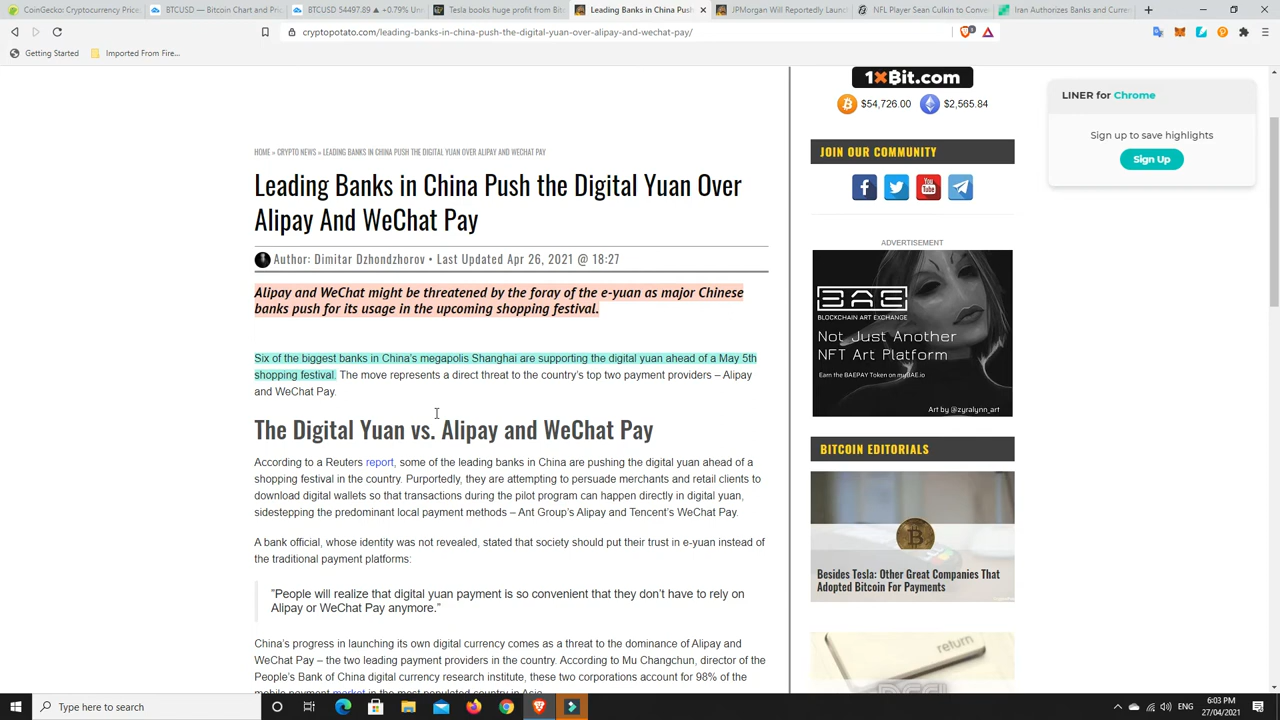 CoinGecko: Cryptocurrency Price
BTCUSD — Bitcoin Chart and Pri
BTCUSD 54497.89 ▲ +0.79% Un
Tesla books huge profit from Bit
Leading Banks in China Push
JPMorgan Will Reportedly Launc
NFL Player Sean Culkin to Conve
Iran Authorizes Banks and Curre
cryptopotato.com/leading-banks-in-china-push-the-digital-yuan-over-alipay-and-wechat-pay/
Getting Started
Imported From Fire...
1xBit.com
$54,726.00
$2,565.84
LINER for Chrome
Sign up to save highlights
Sign Up
HOME » CRYPTO NEWS » LEADING BANKS IN CHINA PUSH THE DIGITAL YUAN OVER ALIPAY AND WECHAT PAY
Leading Banks in China Push the Digital Yuan Over
Alipay And WeChat Pay
Author: Dimitar Dzhondzhorov • Last Updated Apr 26, 2021 @ 18:27
Alipay and WeChat might be threatened by the foray of the e-yuan as major Chinese
banks push for its usage in the upcoming shopping festival.
Six of the biggest banks in China's megapolis Shanghai are supporting the digital yuan ahead of a May 5th
shopping festival. The move represents a direct threat to the country's top two payment providers – Alipay
and WeChat Pay.
The Digital Yuan vs. Alipay and WeChat Pay
According to a Reuters report, some of the leading banks in China are pushing the digital yuan ahead of a
shopping festival in the country. Purportedly, they are attempting to persuade merchants and retail clients to
download digital wallets so that transactions during the pilot program can happen directly in digital yuan,
sidestepping the predominant local payment methods – Ant Group's Alipay and Tencent's WeChat Pay.
A bank official, whose identity was not revealed, stated that society should put their trust in e-yuan instead of
the traditional payment platforms:
"People will realize that digital yuan payment is so convenient that they don't have to rely on
Alipay or WeChat Pay anymore."
China's progress in launching its own digital currency comes as a threat to the dominance of Alipay and
WeChat Pay – the two leading payment providers in the country. According to Mu Changchun, director of the
People's Bank of China digital currency research institute, these two corporations account for 98% of the
mobile payment market in the most populated country in Asia.
JOIN OUR COMMUNITY
You
Tube
ADVERTISEMENT
BAE
BLOCKCHAIN ART EXCHANGE
Not Just Another
NFT Art Platform
Earn the BAEPAY Token on myBAE.io
Art by @zyralynn_art
BITCOIN EDITORIALS
Besides Tesla: Other Great Companies That
Adopted Bitcoin For Payments
return
Type here to search
ENG
6:03 PM
27/04/2021